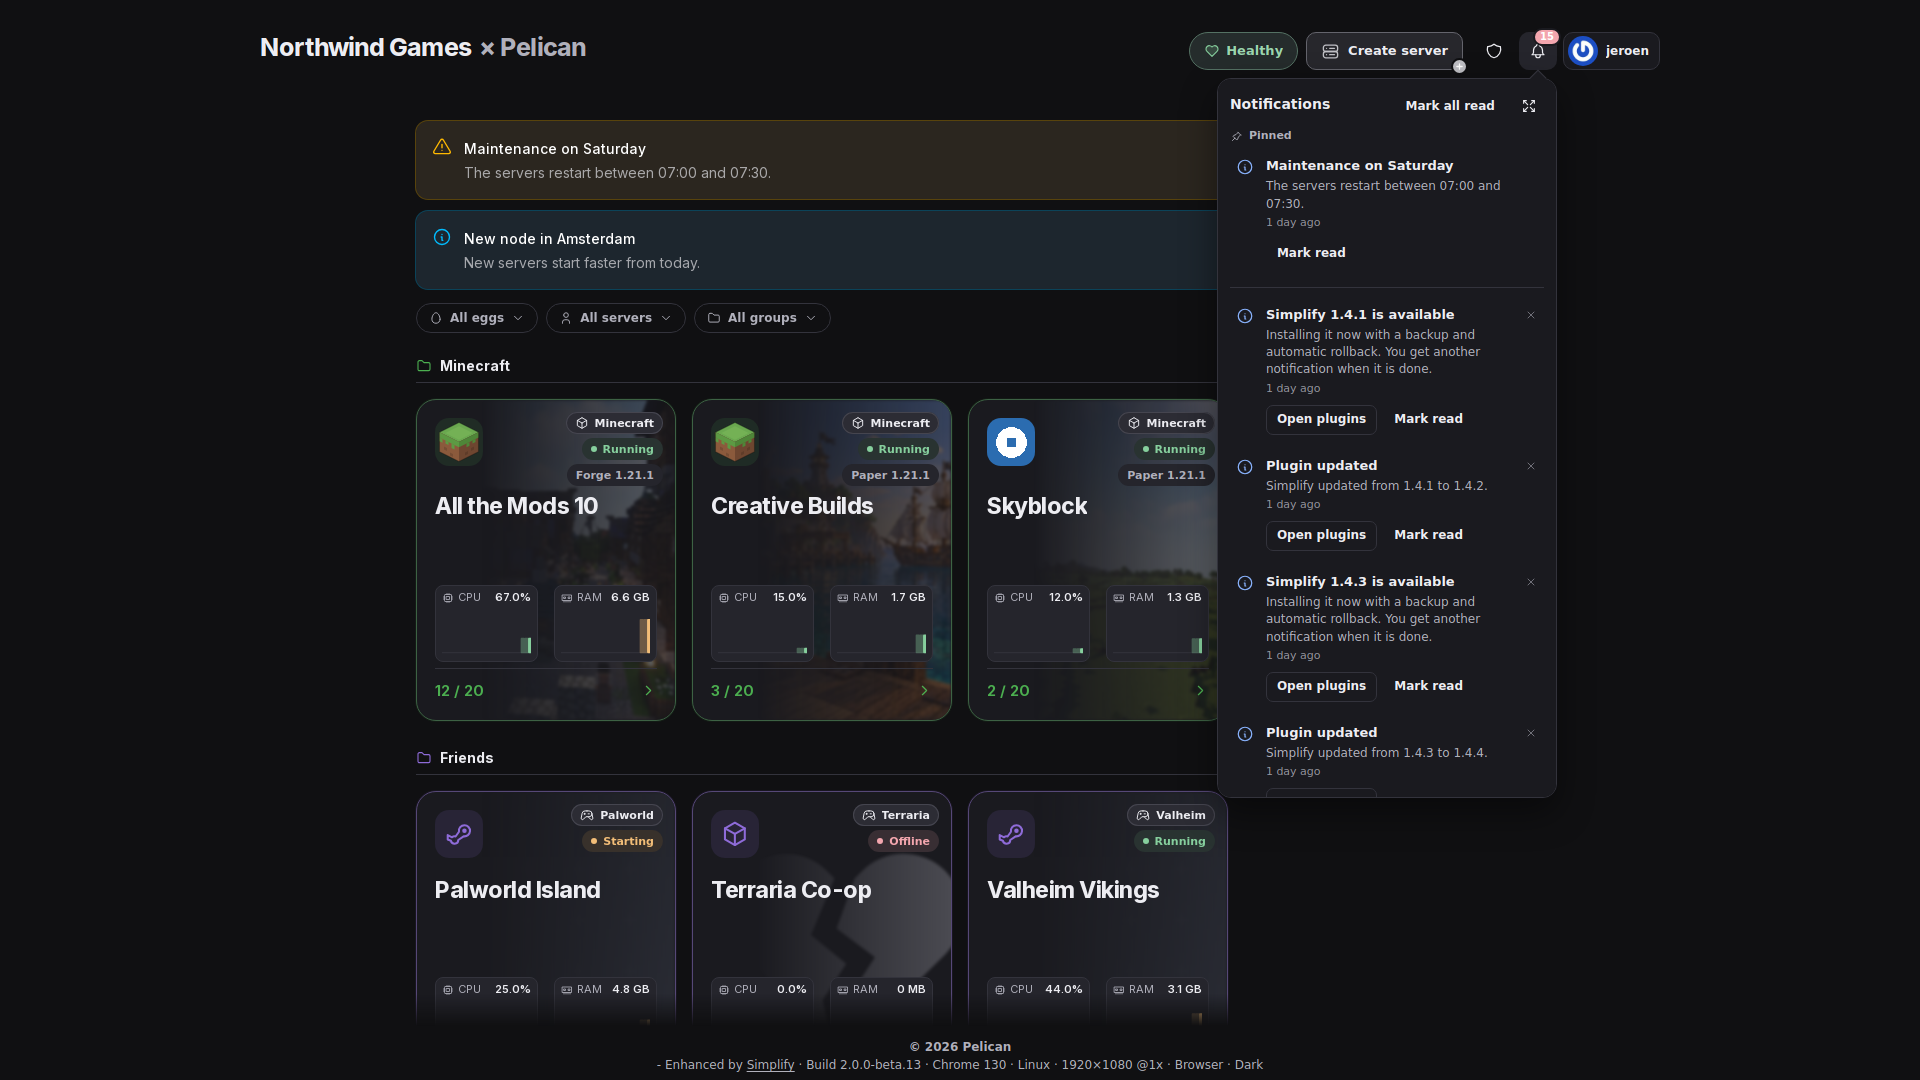 Northwind Games × Pelican
Healthy
Create server
15
jeroen
Maintenance on Saturday
The servers restart between 07:00 and 07:30.
New node in Amsterdam
New servers start faster from today.
All eggs
All servers
All groups
Minecraft
Minecraft
Running
Forge 1.21.1
All the Mods 10
CPU 67.0%
RAM 6.6 GB
12 / 20
Minecraft
Running
Paper 1.21.1
Creative Builds
CPU 15.0%
RAM 1.7 GB
3 / 20
Minecraft
Running
Paper 1.21.1
Skyblock
CPU 12.0%
RAM 1.3 GB
2 / 20
Friends
Palworld
Starting
Palworld Island
CPU 25.0%
RAM 4.8 GB
Terraria
Offline
Terraria Co-op
CPU 0.0%
RAM 0 MB
Valheim
Running
Valheim Vikings
CPU 44.0%
RAM 3.1 GB
Notifications
Mark all read
Pinned
Maintenance on Saturday
The servers restart between 07:00 and
07:30.
1 day ago
Mark read
Simplify 1.4.1 is available
Installing it now with a backup and
automatic rollback. You get another
notification when it is done.
1 day ago
Open plugins
Mark read
Plugin updated
Simplify updated from 1.4.1 to 1.4.2.
1 day ago
Open plugins
Mark read
Simplify 1.4.3 is available
Installing it now with a backup and
automatic rollback. You get another
notification when it is done.
1 day ago
Open plugins
Mark read
Plugin updated
Simplify updated from 1.4.3 to 1.4.4.
1 day ago
© 2026 Pelican
- Enhanced by Simplify · Build 2.0.0-beta.13 · Chrome 130 · Linux · 1920×1080 @1x · Browser · Dark